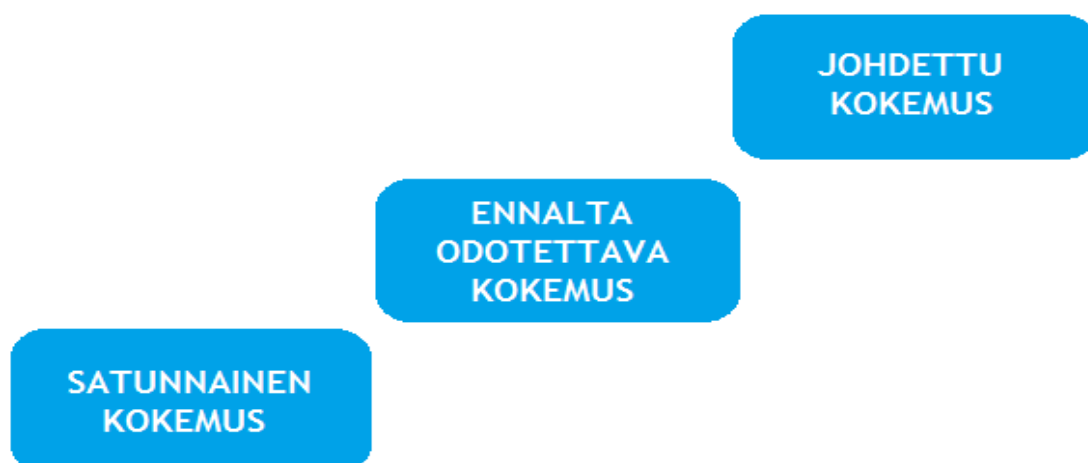 JOHDETTU
KOKEMUS
ENNALTA
ODOTETTAVA
KOKEMUS
SATUNNAINEN
KOKEMUS